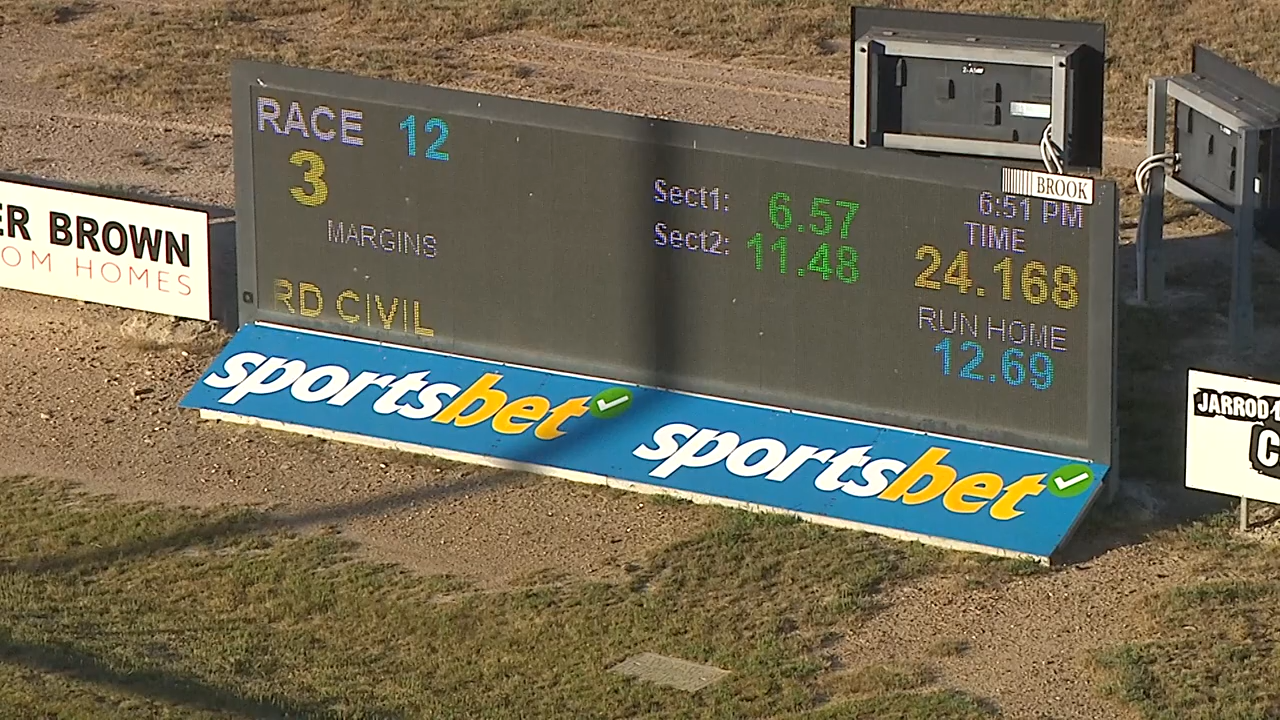 RACE 12
3
MARGINS
RD CIVIL
Sect1: 6.57
Sect2: 11.48
BROOK
6:51 PM
TIME
24.168
RUN HOME
12.69
ER BROWN
OM HOMES
sportsbet
sportsbet
JARROD
C